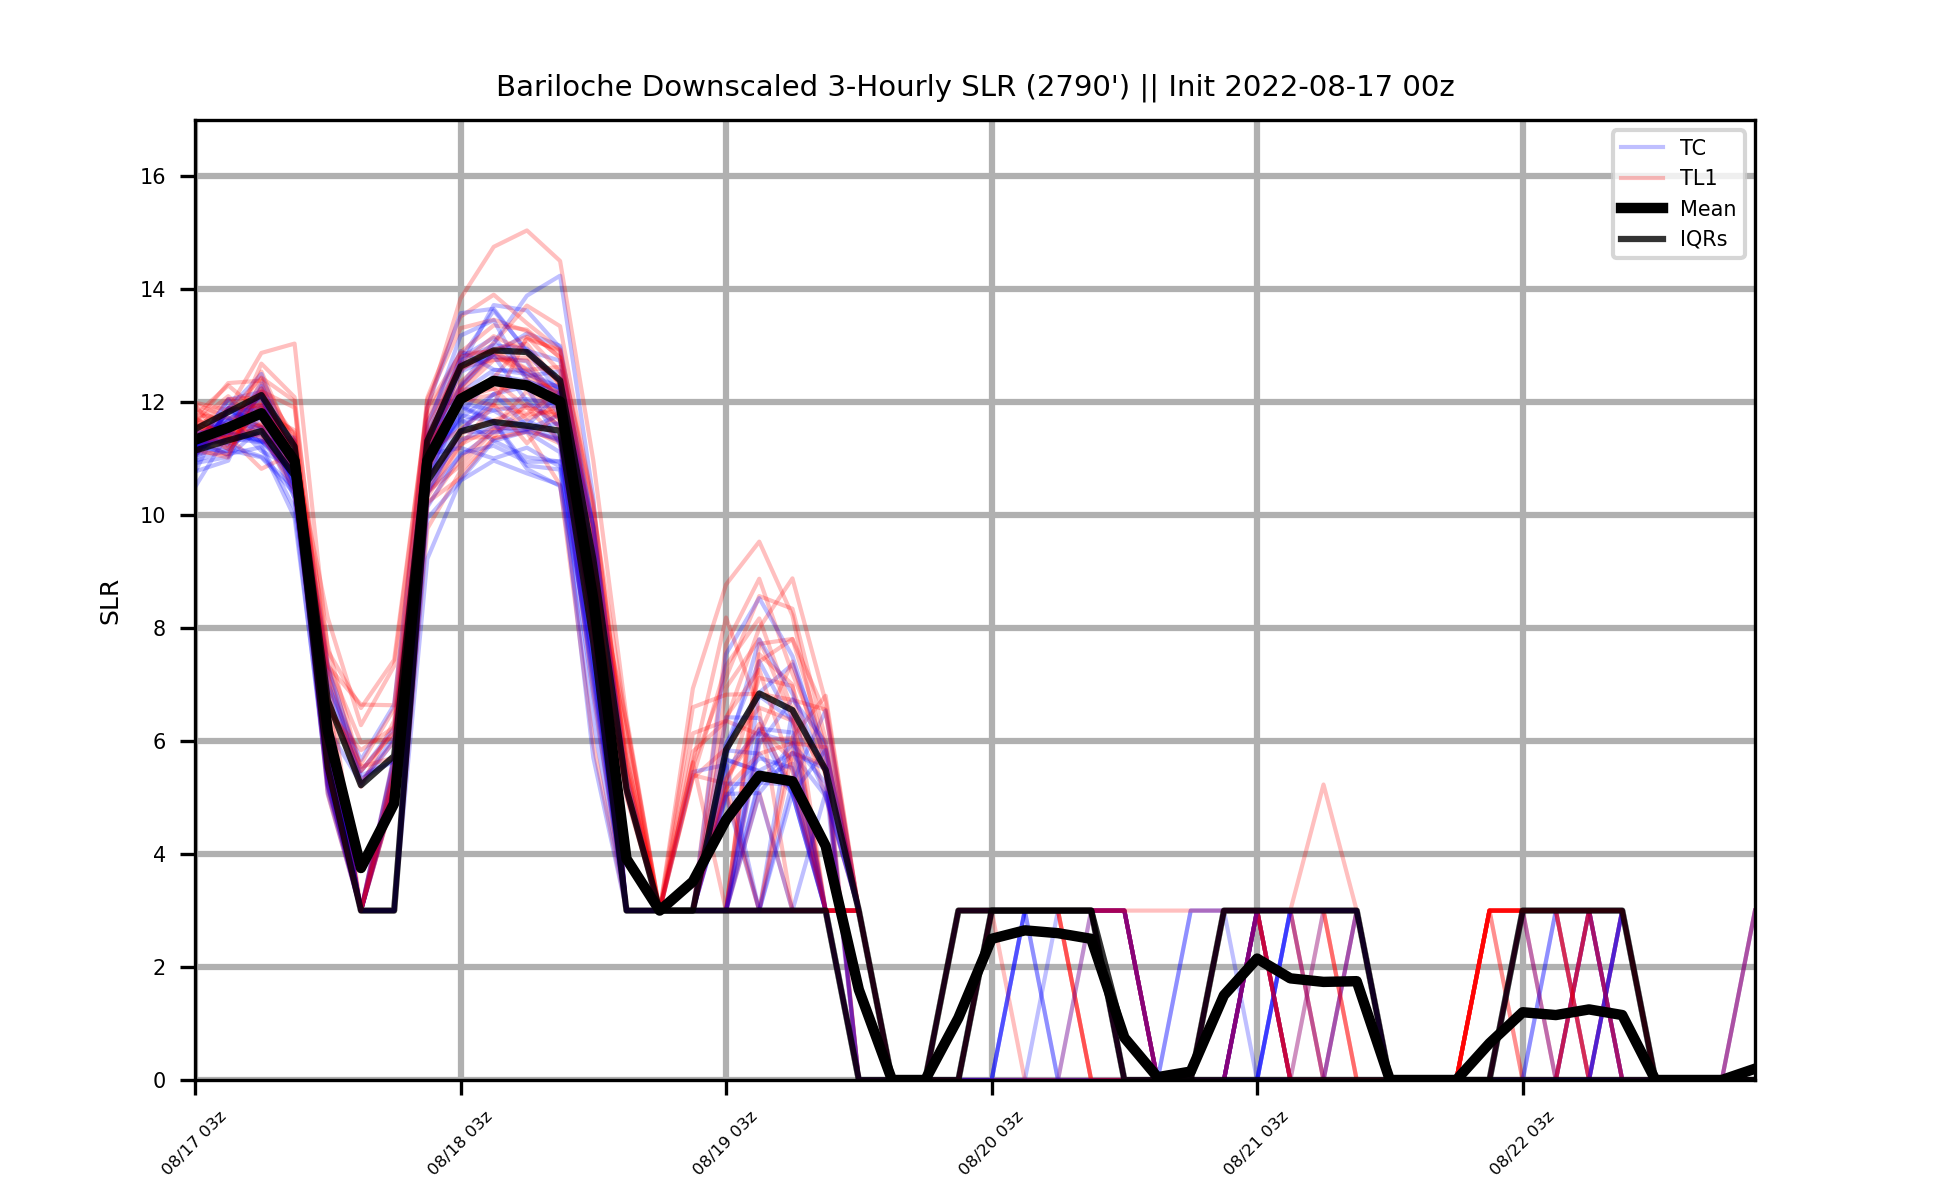 Bariloche Downscaled 3-Hourly SLR (2790') || Init 2022-08-17 00z
TC
TL1
Mean
IQRs
SLR
16
14
12
10
8
6
4
2
0
08/17 03z
08/18 03z
08/19 03z
08/20 03z
08/21 03z
08/22 03z